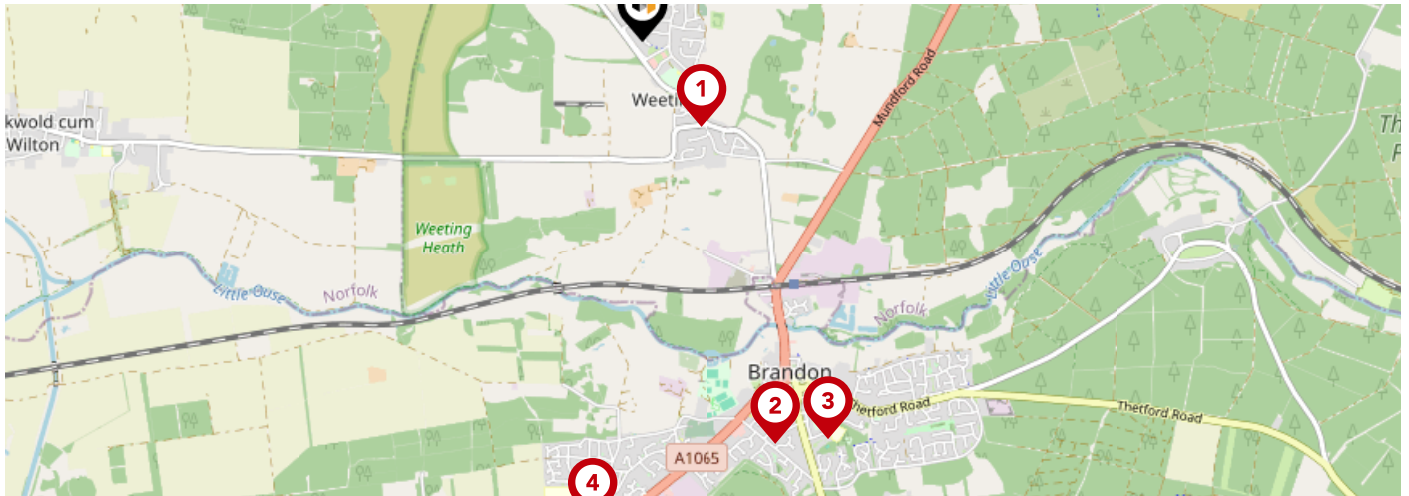 1
Mundford Road
kwold cum
Wilton
Weeting
Heath
Little Ouse
Norfolk
Little Ouse
Norfolk
Brandon
2
3
Thetford Road
Thetford Road
A1065
4